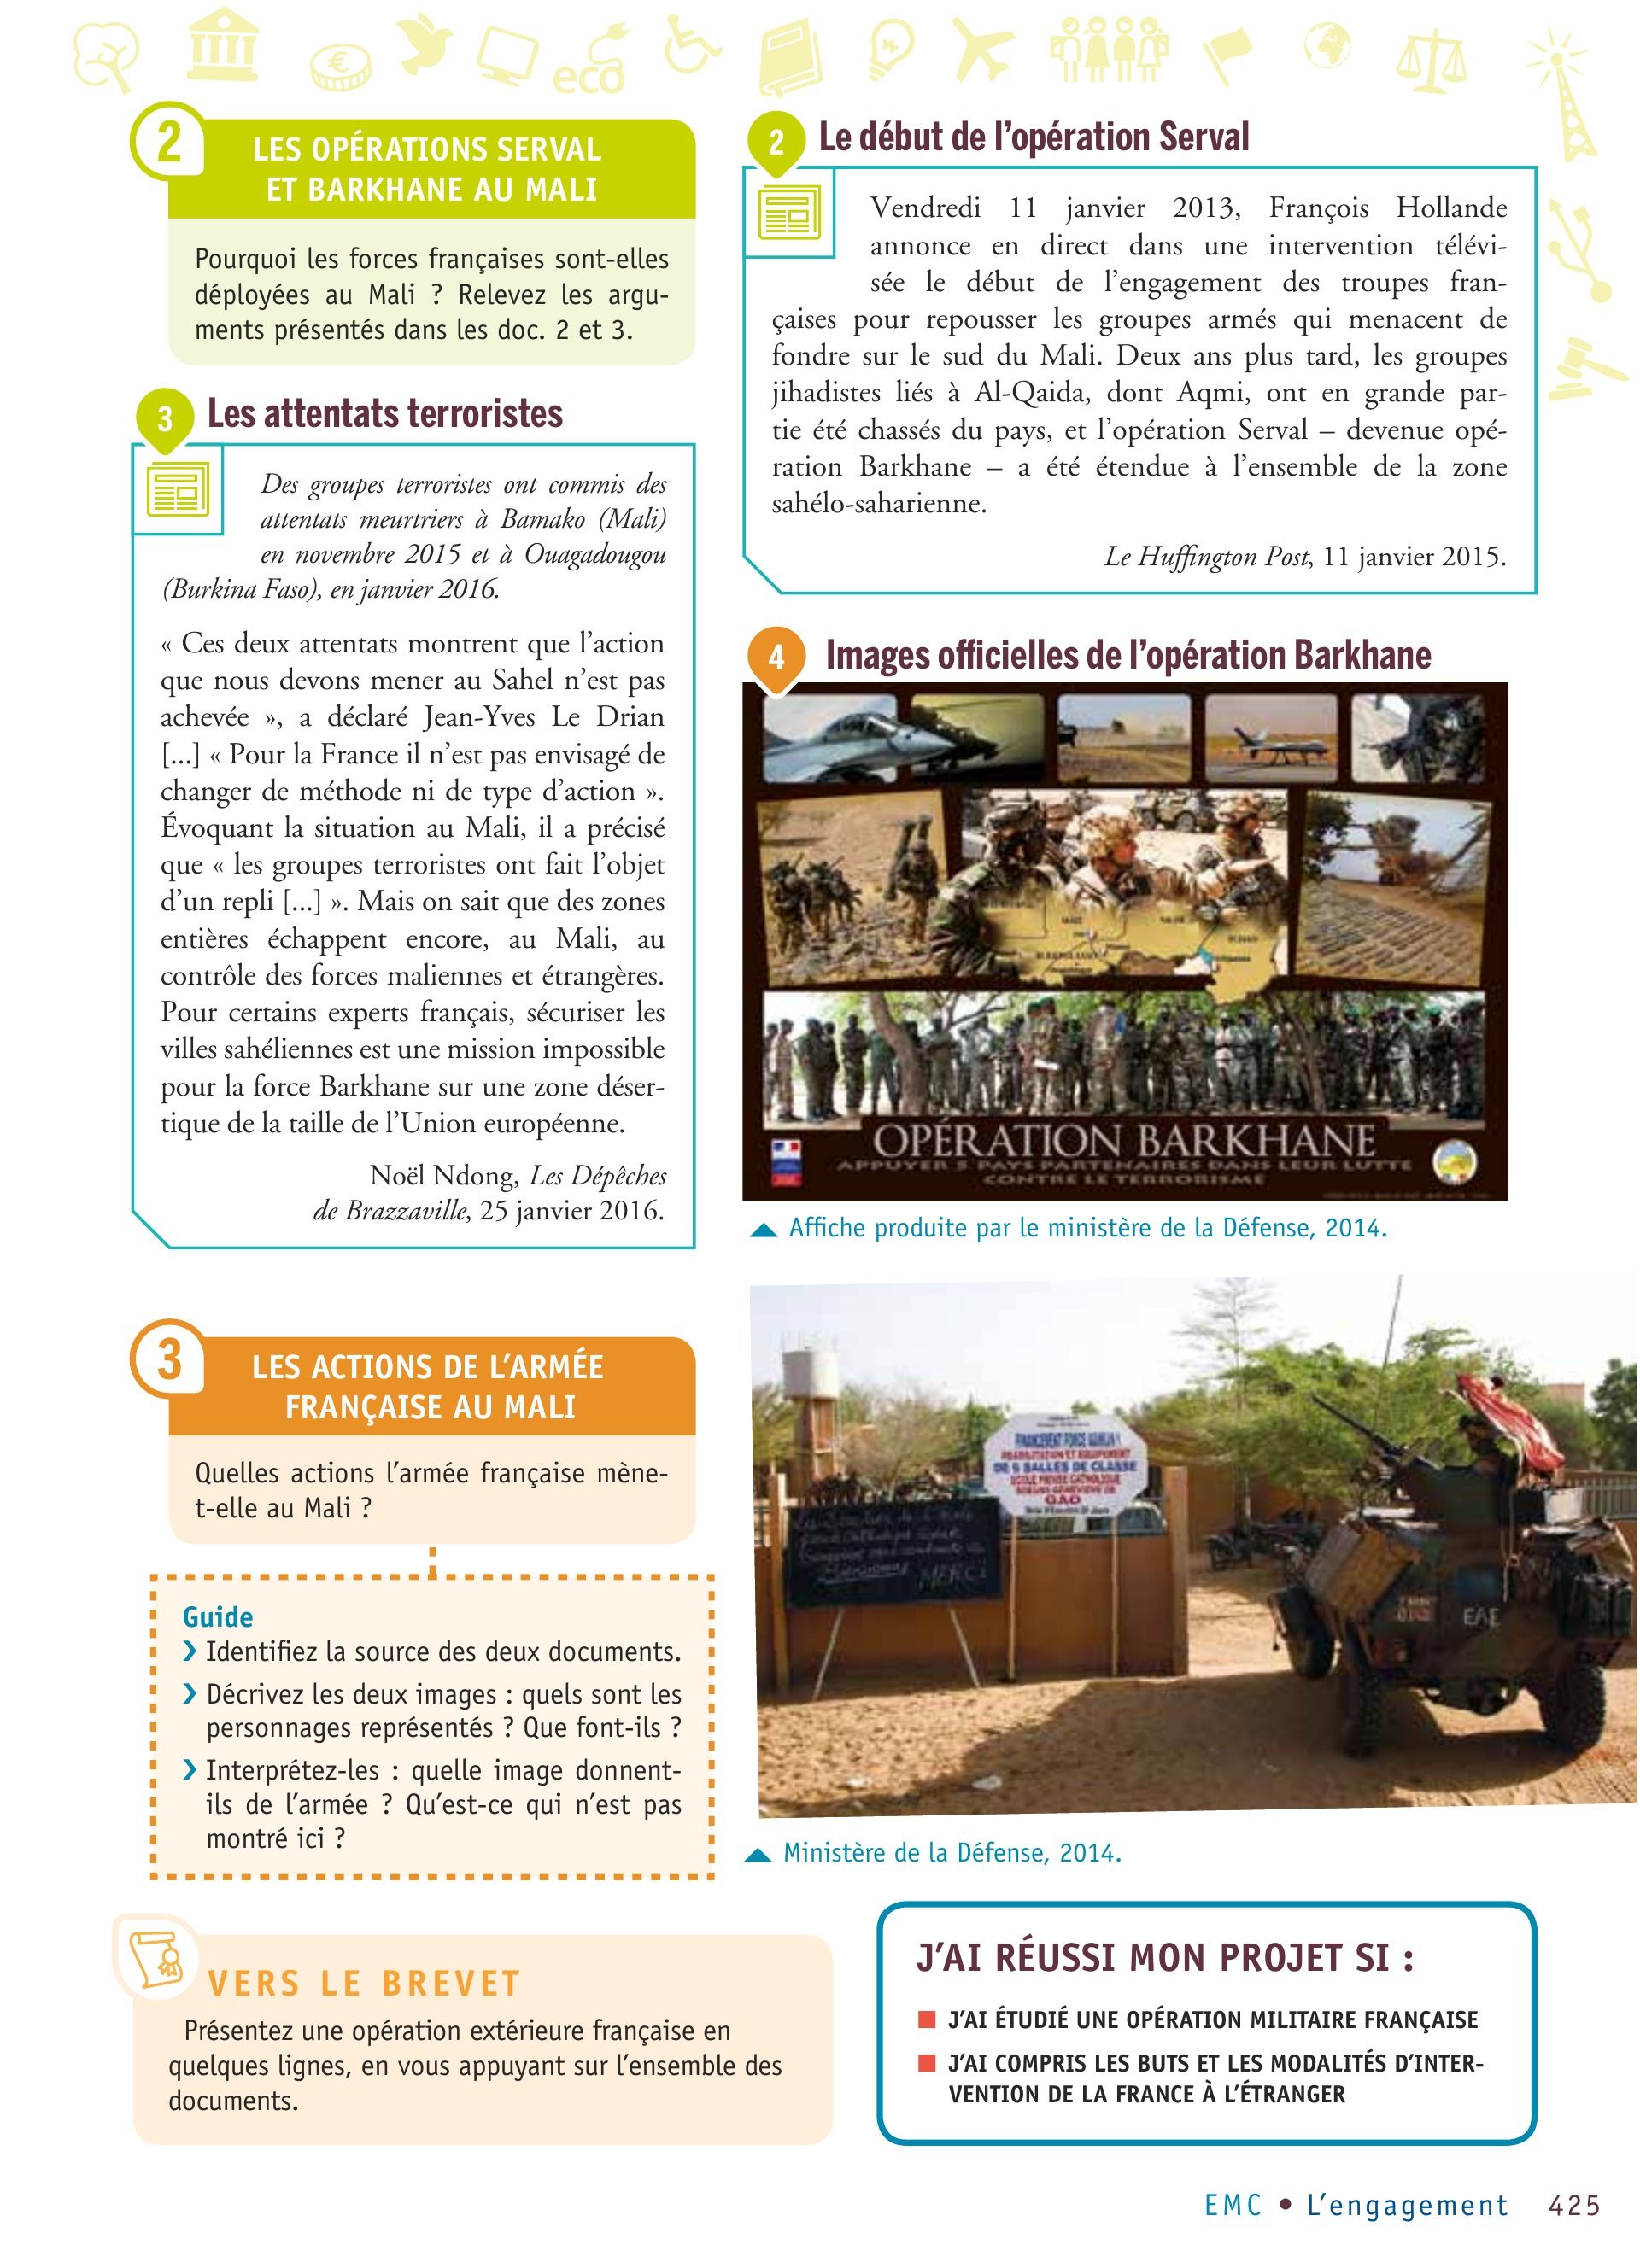 eco
2
LES OPÉRATIONS SERVAL
ET BARKHANE AU MALI
Pourquoi les forces françaises sont-elles
déployées au Mali ? Relevez les argu-
ments présentés dans les doc. 2 et 3.
3 Les attentats terroristes
Des groupes terroristes ont commis des
attentats meurtriers à Bamako (Mali)
en novembre 2015 et à Ouagadougou
(Burkina Faso), en janvier 2016.
« Ces deux attentats montrent que l’action
que nous devons mener au Sahel n’est pas
achevée », a déclaré Jean-Yves Le Drian
[...] « Pour la France il n’est pas envisagé de
changer de méthode ni de type d’action ».
Évoquant la situation au Mali, il a précisé
que « les groupes terroristes ont fait l’objet
d’un repli [...] ». Mais on sait que des zones
entières échappent encore, au Mali, au
contrôle des forces maliennes et étrangères.
Pour certains experts français, sécuriser les
villes sahéliennes est une mission impossible
pour la force Barkhane sur une zone déser-
tique de la taille de l’Union européenne.
Noël Ndong, Les Dépêches
de Brazzaville, 25 janvier 2016.
2 Le début de l’opération Serval
Vendredi 11 janvier 2013, François Hollande
annonce en direct dans une intervention télévi-
sée le début de l’engagement des troupes fran-
çaises pour repousser les groupes armés qui menacent de
fondre sur le sud du Mali. Deux ans plus tard, les groupes
jihadistes liés à Al-Qaida, dont Aqmi, ont en grande par-
tie été chassés du pays, et l’opération Serval – devenue opé-
ration Barkhane – a été étendue à l’ensemble de la zone
sahélo-saharienne.
Le Huffington Post, 11 janvier 2015.
4 Images officielles de l’opération Barkhane
OPÉRATION BARKHANE
APPUYER 5 PAYS PARTENAIRES DANS LEUR LUTTE
CONTRE LE TERRORISME
Affiche produite par le ministère de la Défense, 2014.
3
LES ACTIONS DE L’ARMÉE
FRANÇAISE AU MALI
Quelles actions l’armée française mène-
t-elle au Mali ?
Guide
› Identifiez la source des deux documents.
› Décrivez les deux images : quels sont les
personnages représentés ? Que font-ils ?
› Interprétez-les : quelle image donnent-
ils de l’armée ? Qu’est-ce qui n’est pas
montré ici ?
DE 5 SALLES DE CLASSE
GAO
MERCI
EAE
Ministère de la Défense, 2014.
VERS LE BREVET
Présentez une opération extérieure française en
quelques lignes, en vous appuyant sur l’ensemble des
documents.
J’AI RÉUSSI MON PROJET SI :
J’AI ÉTUDIÉ UNE OPÉRATION MILITAIRE FRANÇAISE
J’AI COMPRIS LES BUTS ET LES MODALITÉS D’INTER-
VENTION DE LA FRANCE À L’ÉTRANGER
EMC • L’engagement 425